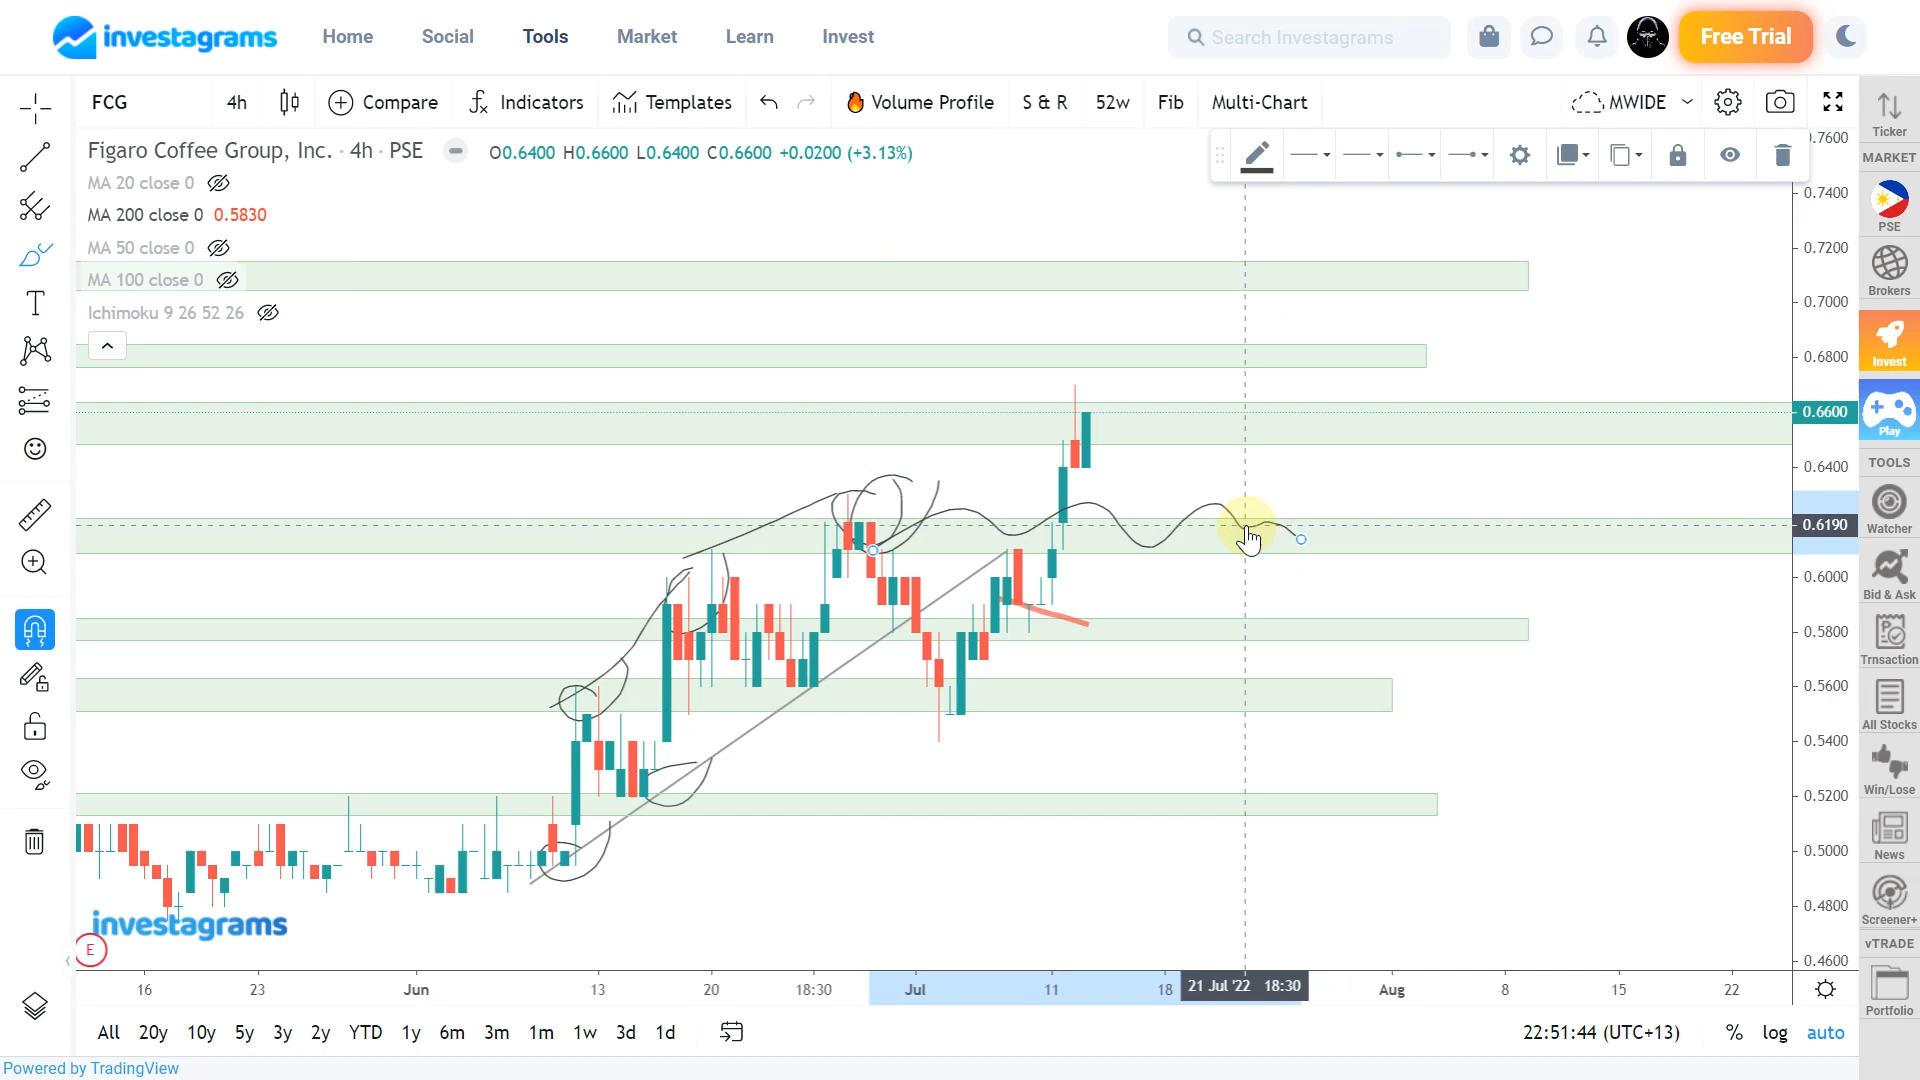 investagrams Home Social Tools Market Learn Invest Search Investagrams Free Trial
FCG 4h Compare Indicators Templates Volume Profile S & R 52w Fib Multi-Chart MWIDE
Figaro Coffee Group, Inc. · 4h · PSE O0.6400 H0.6600 L0.6400 C0.6600 +0.0200 (+3.13%)
MA 20 close 0
MA 200 close 0 0.5830
MA 50 close 0
MA 100 close 0
Ichimoku 9 26 52 26
0.7600
0.7400
0.7200
0.7000
0.6800
0.6600
0.6400
0.6190
0.6000
0.5800
0.5600
0.5400
0.5200
0.5000
0.4800
0.4600
investagrams
E
16 23 Jun 13 20 18:30 Jul 11 18 21 Jul '22 18:30 Aug 8 15 22
All 20y 10y 5y 3y 2y YTD 1y 6m 3m 1m 1w 3d 1d 22:51:44 (UTC+13) % log auto
Powered by TradingView
Ticker
MARKET
PSE
Brokers
Invest
Play
TOOLS
Watcher
Bid & Ask
Trnsaction
All Stocks
Win/Lose
News
Screener+
vTRADE
Portfolio